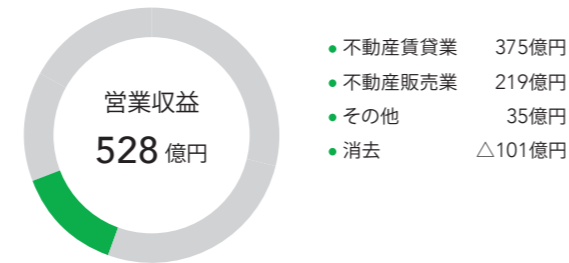 営業収益
528 億円
不動産賃貸業 375億円
不動産販売業 219億円
その他 35億円
消去 △101億円